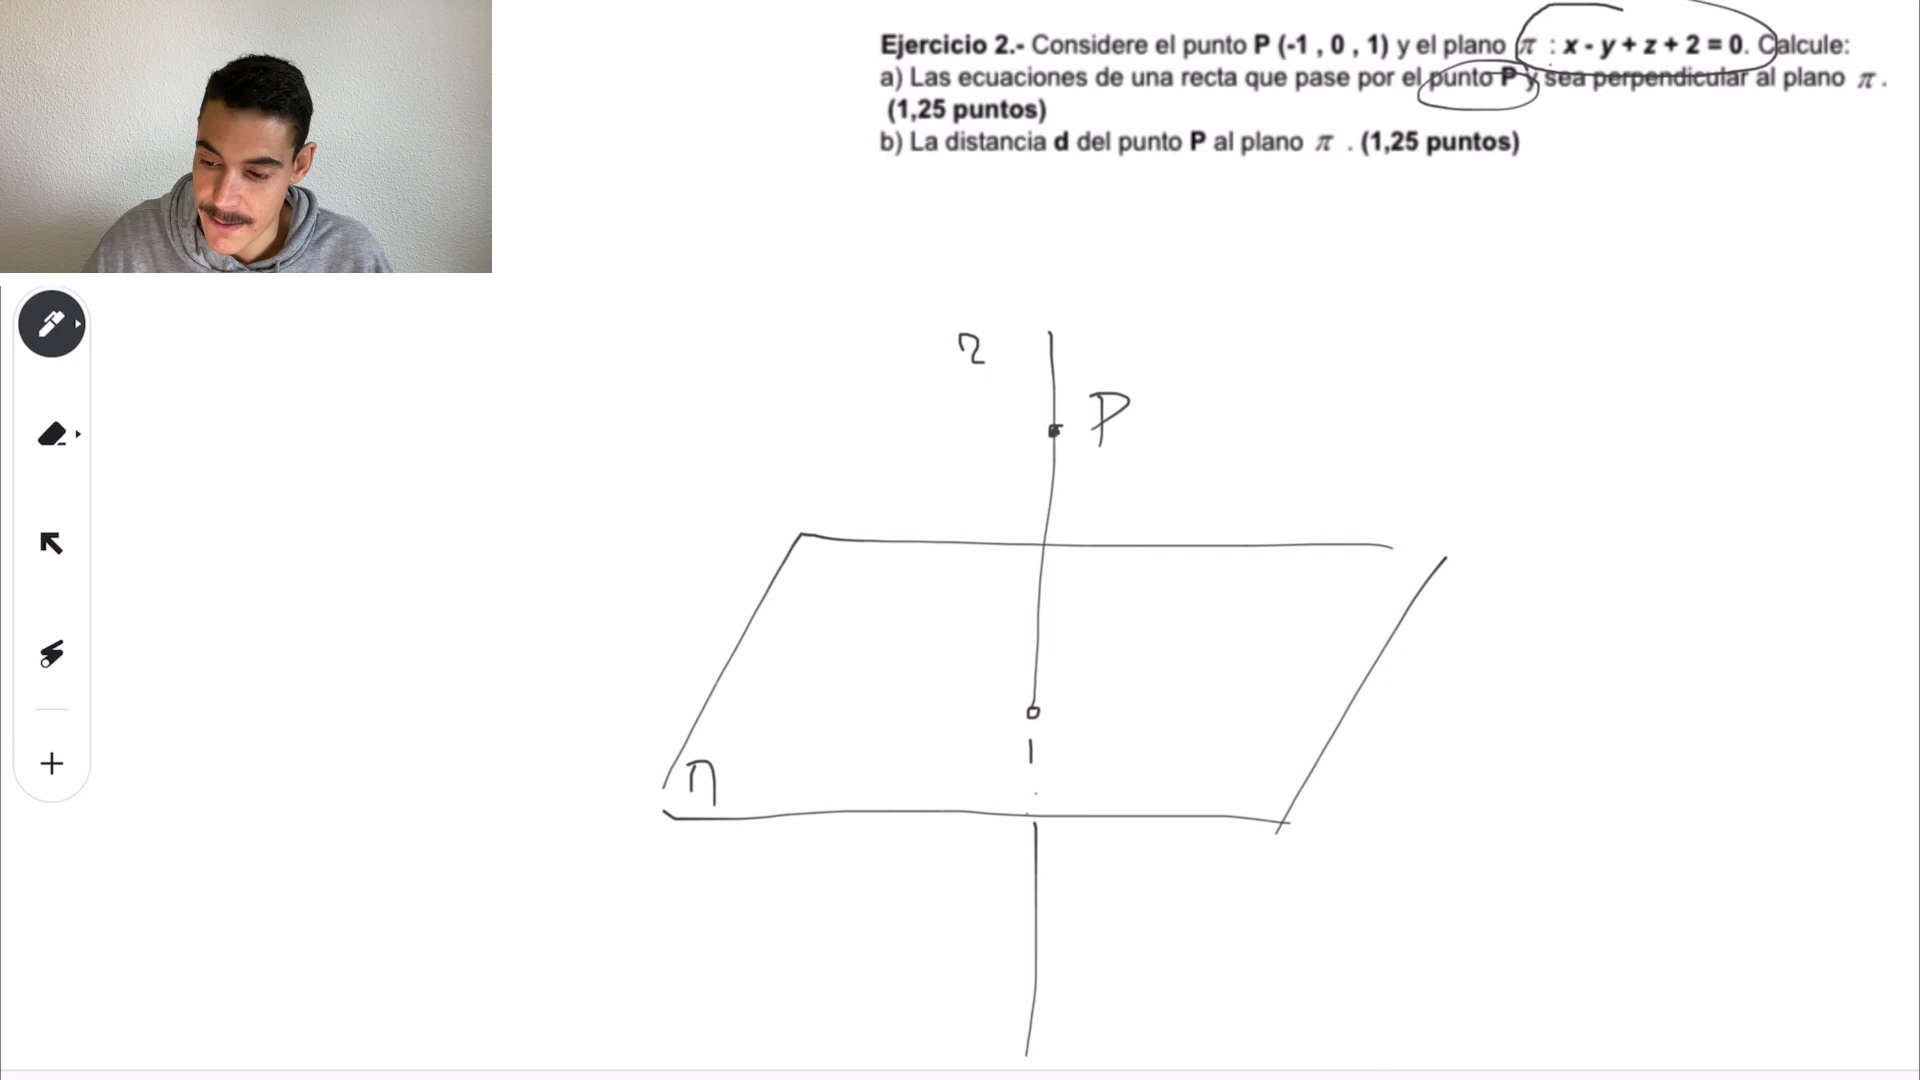 Ejercicio 2.- Considere el punto P (-1 , 0 , 1) y el plano π : x - y + z + 2 = 0. Calcule:
a) Las ecuaciones de una recta que pase por el punto P y sea perpendicular al plano π .
(1,25 puntos)
b) La distancia d del punto P al plano π . (1,25 puntos)
r
P
π